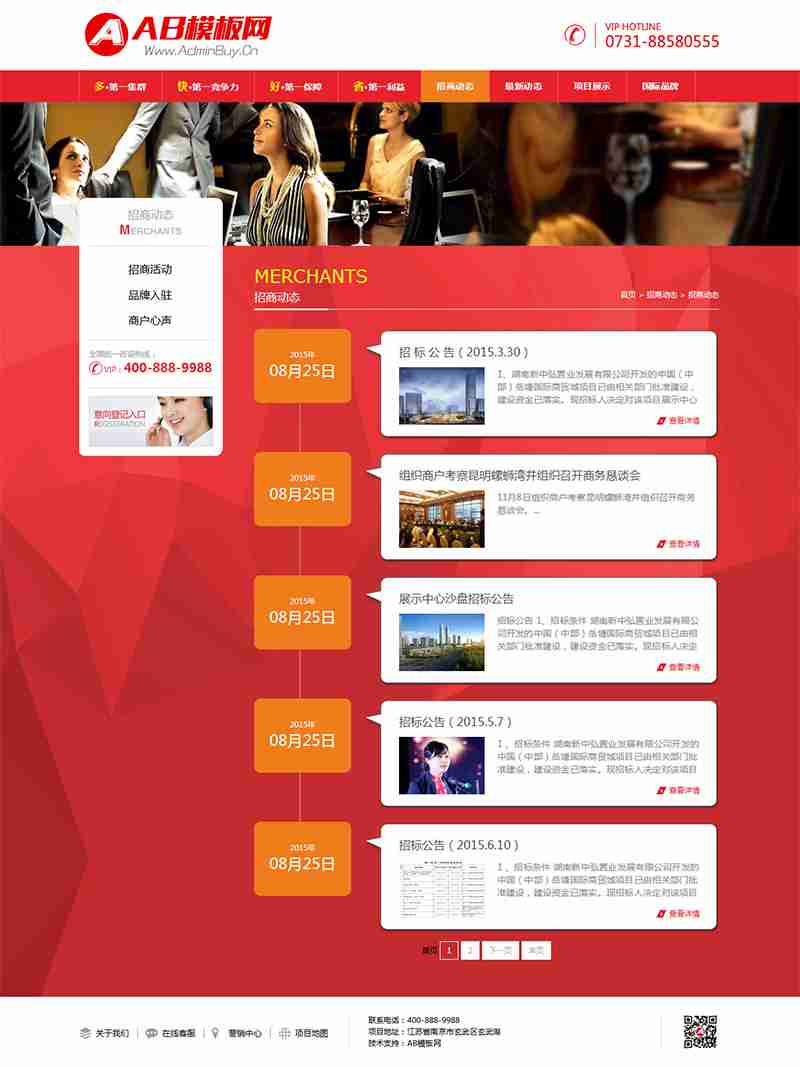 AB模板网
Www.AdminBuy.Cn
VIP HOTLINE
0731-88580555
多•第一集群
快•第一竞争力
好•第一保障
省•第一利益
招商动态
最新动态
项目展示
国际品牌
招商动态
MERCHANTS
招商活动
品牌入驻
商户心声
全国统一咨询热线：
VIP：400-888-9988
意向登记入口
REGISTRATION
MERCHANTS
招商动态
首页 > 招商动态 > 招商动态
2015年
08月25日
招 标 公 告（2015.3.30）
1、湖南新中弘置业发展有限公司开发的中国（中
部）岳塘国际商贸城项目已由相关部门批准建设，
建设资金已落实。现招标人决定对该项目展示中心
查看详情
2015年
08月25日
组织商户考察昆明螺蛳湾并组织召开商务恳谈会
11月8日组织商户考察昆明螺蛳湾并组织召开商务
恳谈会。...
查看详情
2015年
08月25日
展示中心沙盘招标公告
招标公告 1、招标条件 湖南新中弘置业发展有限公
司开发的中国（中部）岳塘国际商贸城项目已由相
关部门批准建设，建设资金已落实。现招标人决企
查看详情
2015年
08月25日
招标公告（2015.5.7）
1 、招标条件 湖南新中弘置业发展有限公司开发的
中国（中部）岳塘国际商贸城项目已由相关部门批
准建设，建设资金已落实。现招标人决定对该项目
查看详情
2015年
08月25日
招标公告（2015.6.10）
1 、招标条件 湖南新中弘置业发展有限公司开发的
中国（中部）岳塘国际商贸城项目已由相关部门批
准建设，建设资金已落实。现招标人决定对该项目
查看详情
首页 1 2 下一页 末页
关于我们
在线客服
营销中心
项目地图
联系电话：400-888-9988
项目地址：江苏省南京市玄武区玄武湖
技术支持：AB模板网